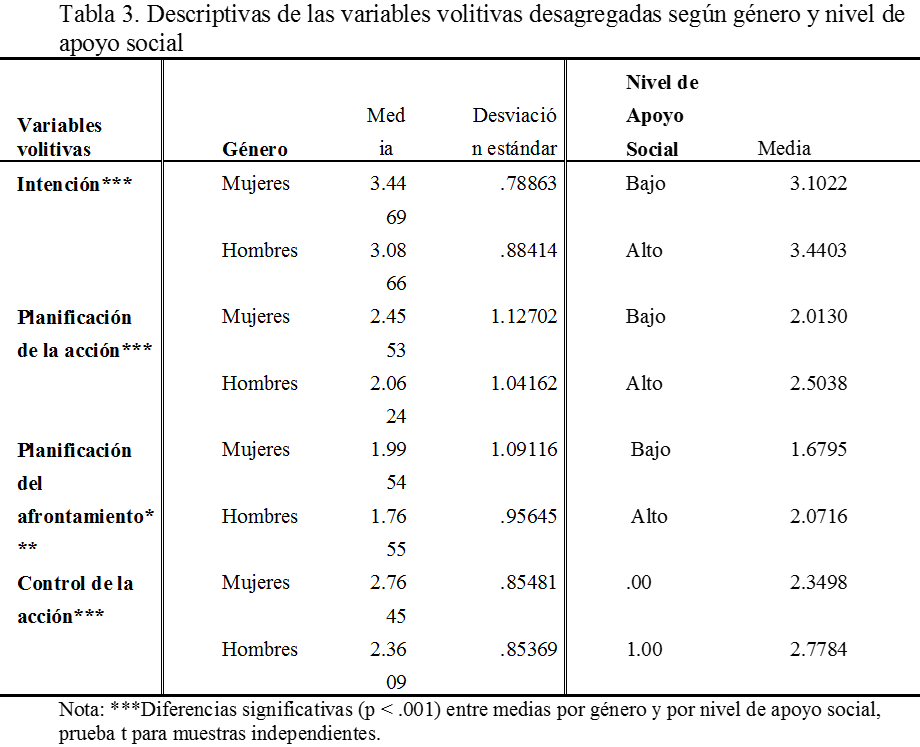 Tabla 3. Descriptivas de las variables volitivas desagregadas según género y nivel de
apoyo social
Variables
volitivas
Género
Med
ia
Desviació
n estándar
Nivel de
Apoyo
Social
Media
Intención*** Mujeres 3.44 .78863 Bajo 3.1022
69
Hombres 3.08 .88414 Alto 3.4403
66
Planificación Mujeres 2.45 1.12702 Bajo 2.0130
de la acción*** 53
Hombres 2.06 1.04162 Alto 2.5038
24
Planificación Mujeres 1.99 1.09116 Bajo 1.6795
del 54
afrontamiento* Hombres 1.76 .95645 Alto 2.0716
** 55
Control de la Mujeres 2.76 .85481 .00 2.3498
acción*** 45
Hombres 2.36 .85369 1.00 2.7784
09
Nota: ***Diferencias significativas (p < .001) entre medias por género y por nivel de apoyo social,
prueba t para muestras independientes.